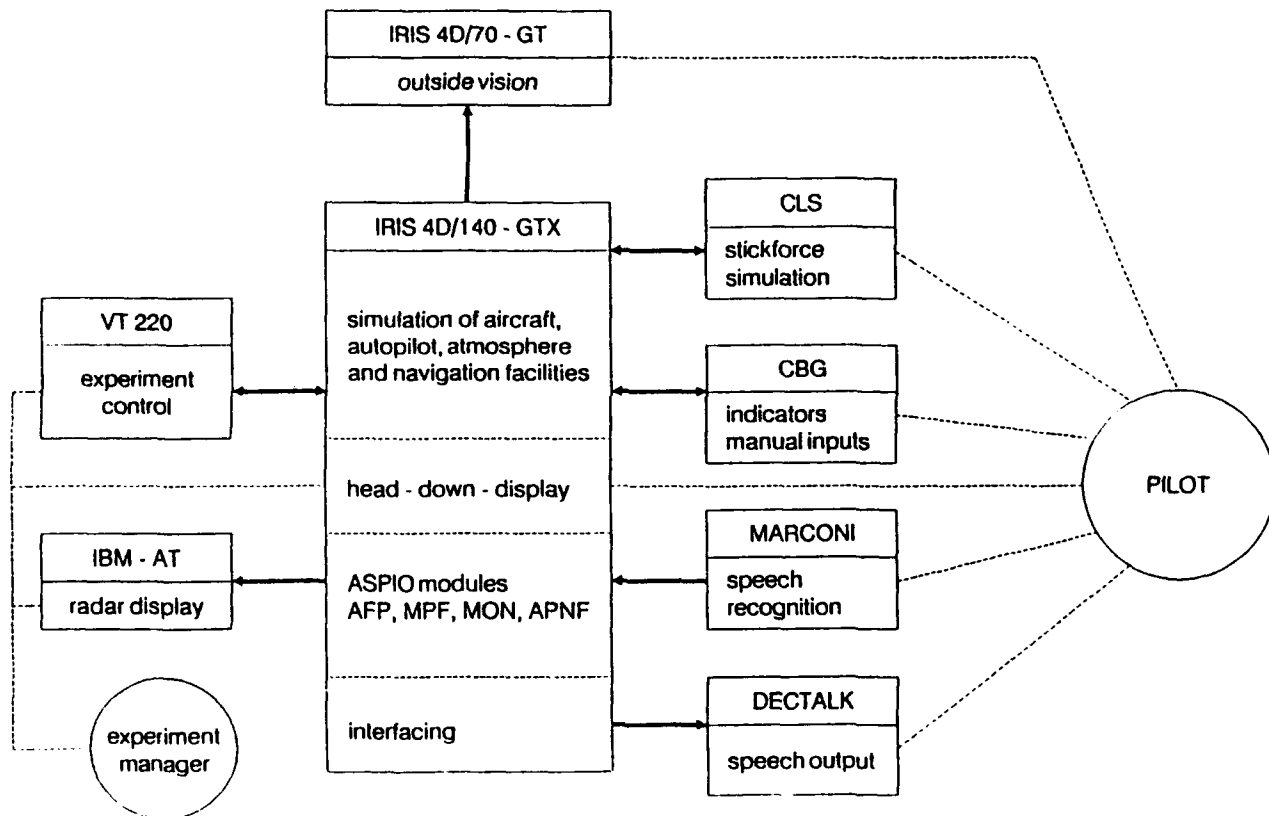 IRIS 4D/70 - GT
outside vision
IRIS 4D/140 - GTX
simulation of aircraft,
autopilot, atmosphere
and navigation facilities
head - down - display
ASPIO modules
AFP, MPF, MON, APNF
interfacing
VT 220
experiment
control
IBM - AT
radar display
experiment
manager
CLS
stickforce
simulation
CBG
indicators
manual inputs
MARCONI
speech
recognition
DECTALK
speech output
PILOT